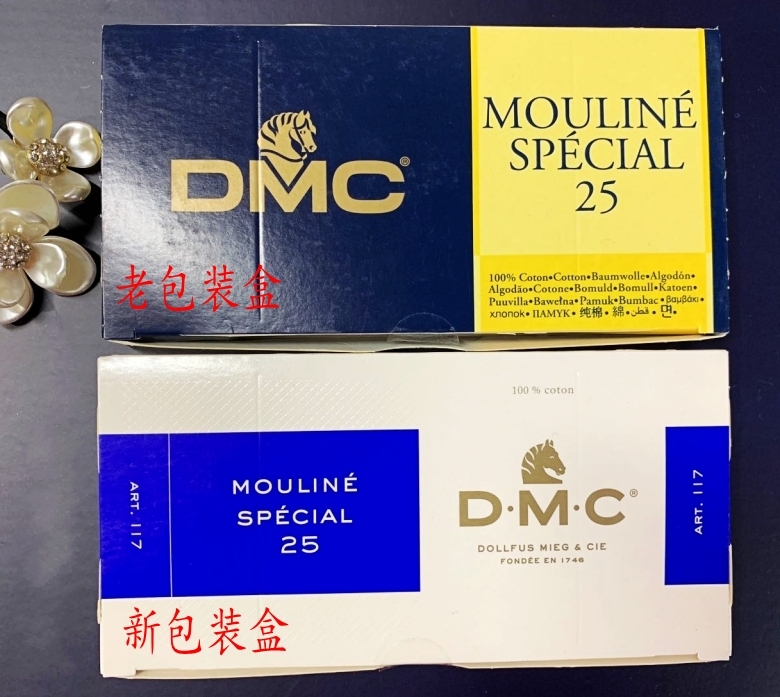 DMC®
MOULINÉ
SPÉCIAL
25
100% Coton•Cotton•Baumwolle•Algodón•
Algodão•Cotone•Bomuld•Bomull•Katoen•
Puuvilla•Bawełna•Pamuk•Bumbac•βαμβάκι•
хлопок•ПАМУК•纯棉•綿•قطن•면•
老包装盒
100 % coton
ART. 117
MOULINÉ
SPÉCIAL
25
D·M·C®
DOLLFUS MIEG & CIE
FONDÉE EN 1746
ART. 117
新包装盒